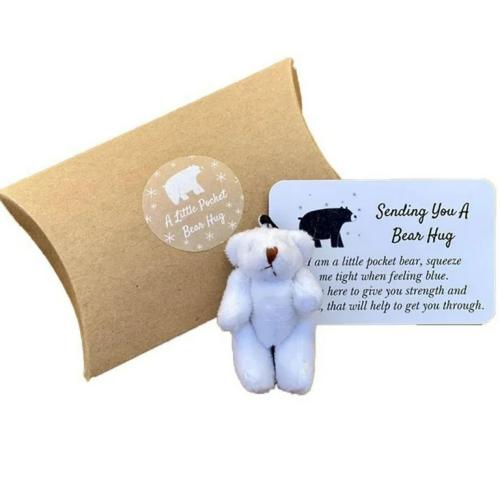 A Little Pocket
Bear Hug
Sending You A
Bear Hug
I am a little pocket bear, squeeze
me tight when feeling blue.
here to give you strength and
that will help to get you through.